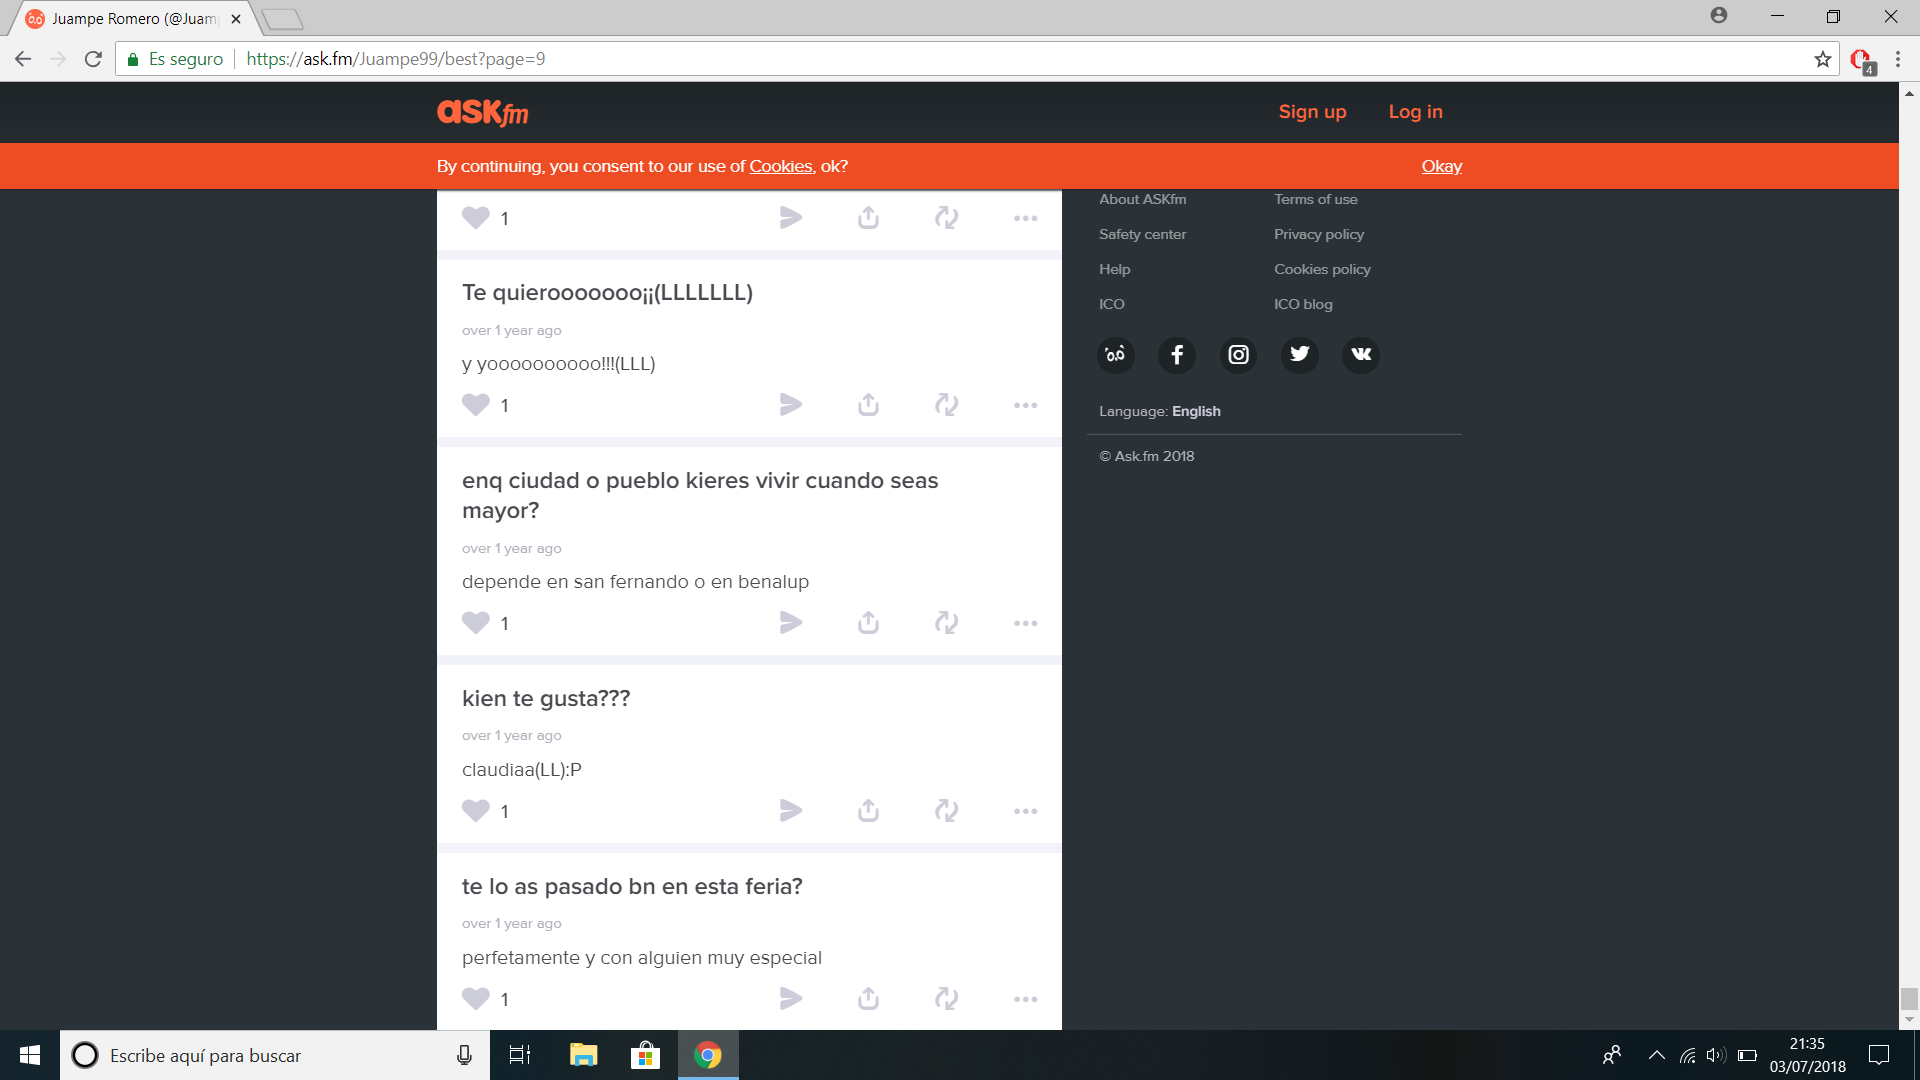 Juampe Romero (@Juam
Es seguro
https://ask.fm/Juampe99/best?page=9
4
ASKfm
Sign up
Log in
By continuing, you consent to our use of Cookies, ok?
Okay
1
Te quierooooooo¡¡(LLLLLLL)
over 1 year ago
y yoooooooooo!!!(LLL)
1
enq ciudad o pueblo kieres vivir cuando seas
mayor?
over 1 year ago
depende en san fernando o en benalup
1
kien te gusta???
over 1 year ago
claudiaa(LL):P
1
te lo as pasado bn en esta feria?
over 1 year ago
perfetamente y con alguien muy especial
1
About ASKfm
Terms of use
Safety center
Privacy policy
Help
Cookies policy
ICO
ICO blog
Language: English
© Ask.fm 2018
Escribe aquí para buscar
21:35
03/07/2018